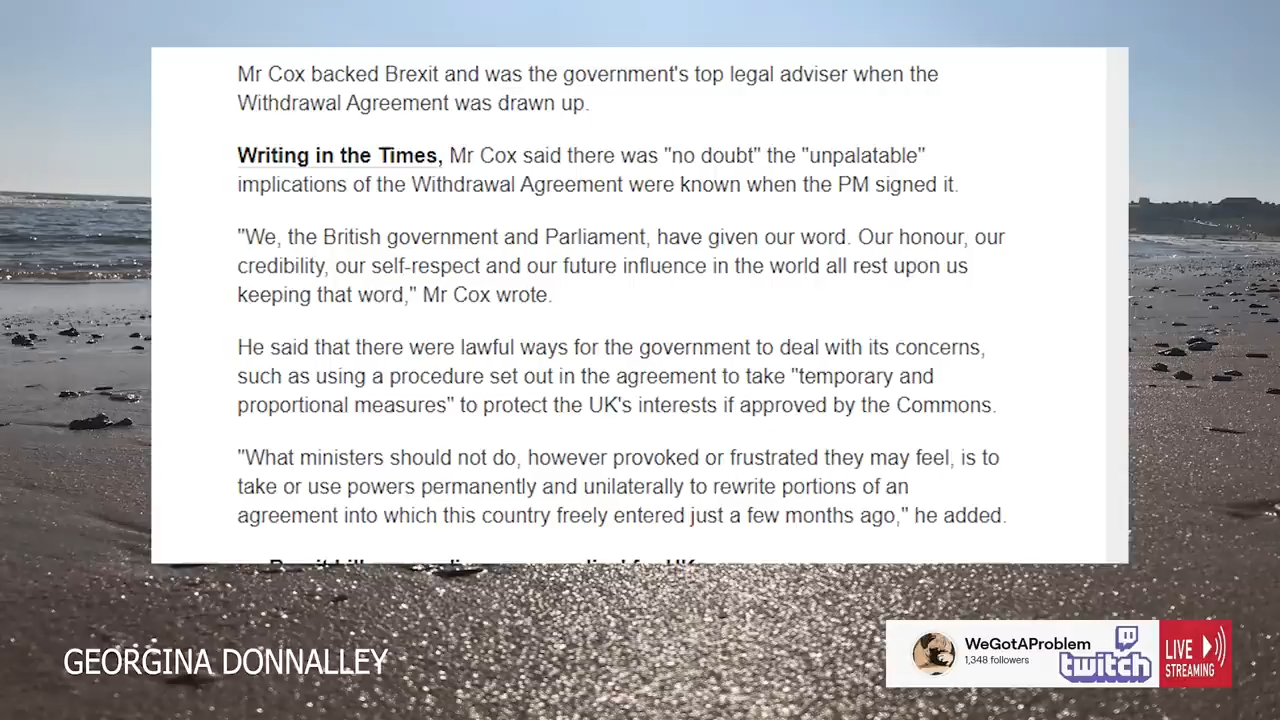 Mr Cox backed Brexit and was the government's top legal adviser when the
Withdrawal Agreement was drawn up.
Writing in the Times, Mr Cox said there was "no doubt" the "unpalatable"
implications of the Withdrawal Agreement were known when the PM signed it.
"We, the British government and Parliament, have given our word. Our honour, our
credibility, our self-respect and our future influence in the world all rest upon us
keeping that word," Mr Cox wrote.
He said that there were lawful ways for the government to deal with its concerns,
such as using a procedure set out in the agreement to take "temporary and
proportional measures" to protect the UK's interests if approved by the Commons.
"What ministers should not do, however provoked or frustrated they may feel, is to
take or use powers permanently and unilaterally to rewrite portions of an
agreement into which this country freely entered just a few months ago," he added.
GEORGINA DONNALLEY
WeGotAProblem
1,348 followers
twitch
LIVE
STREAMING